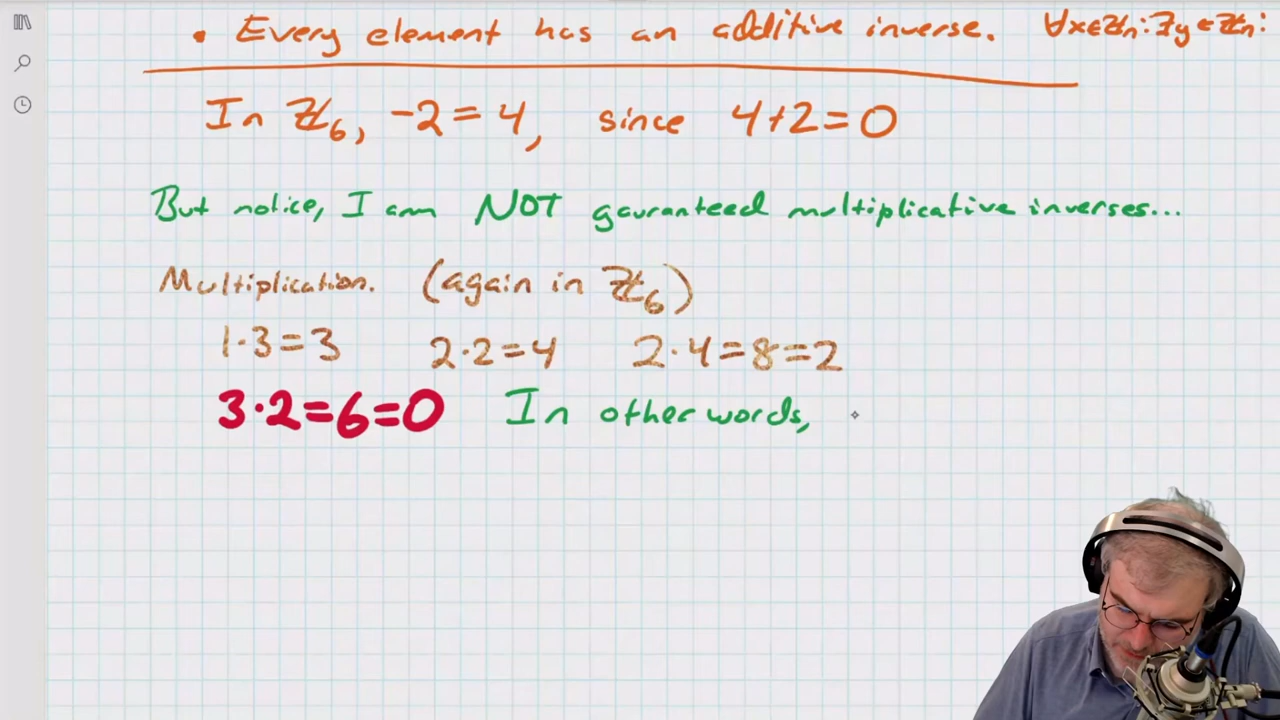 • Every element has an additive inverse. ∀x∈ℤn:∃y∈ℤn:
In ℤ₆, -2=4, since 4+2=0
But notice, I am NOT gauranteed multiplicative inverses...
Multiplication. (again in ℤ₆)
1·3=3 2·2=4 2·4=8=2
3·2=6=0 In other words,